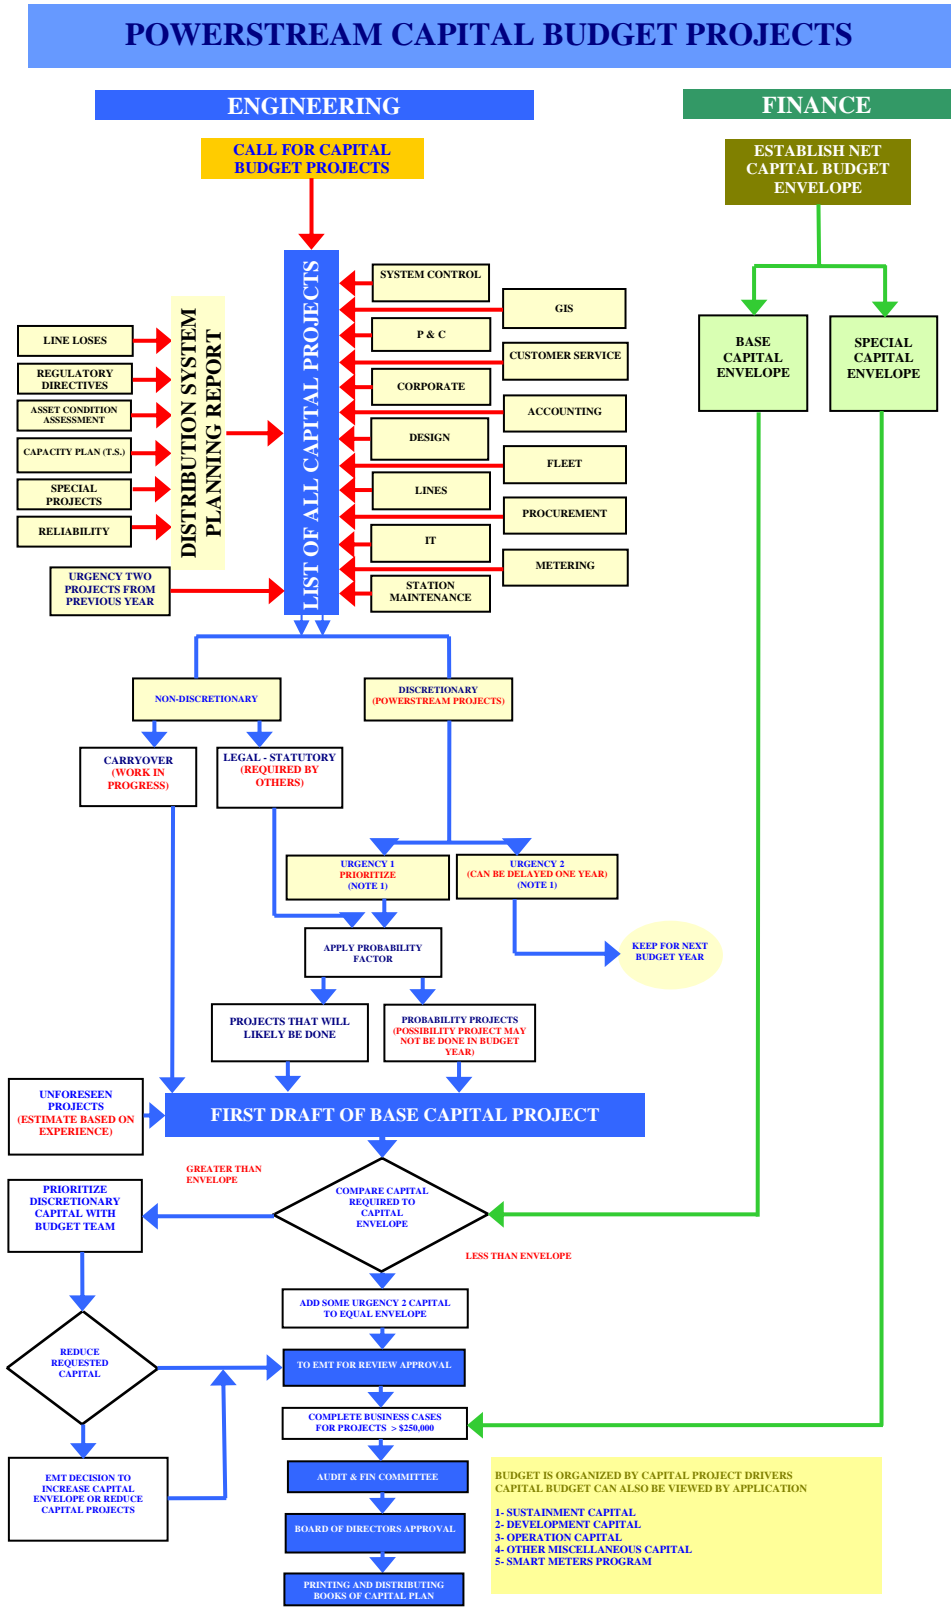 POWERSTREAM CAPITAL BUDGET PROJECTS
ENGINEERING
FINANCE
CALL FOR CAPITAL
BUDGET PROJECTS
ESTABLISH NET
CAPITAL BUDGET
ENVELOPE
LINE LOSES
REGULATORY
DIRECTIVES
ASSET CONDITION
ASSESSMENT
CAPACITY PLAN (T.S.)
SPECIAL
PROJECTS
RELIABILITY
DISTRIBUTION SYSTEM
PLANNING REPORT
URGENCY TWO
PROJECTS FROM
PREVIOUS YEAR
LIST OF ALL CAPITAL PROJECTS
SYSTEM CONTROL
GIS
P & C
CUSTOMER SERVICE
CORPORATE
ACCOUNTING
DESIGN
FLEET
LINES
PROCUREMENT
IT
METERING
STATION
MAINTENANCE
BASE
CAPITAL
ENVELOPE
SPECIAL
CAPITAL
ENVELOPE
NON-DISCRETIONARY
DISCRETIONARY
(POWERSTREAM PROJECTS)
CARRYOVER
(WORK IN
PROGRESS)
LEGAL - STATUTORY
(REQUIRED BY
OTHERS)
URGENCY 1
PRIORITIZE
(NOTE 1)
URGENCY 2
(CAN BE DELAYED ONE YEAR)
(NOTE 1)
APPLY PROBABILITY
FACTOR
KEEP FOR NEXT
BUDGET YEAR
PROJECTS THAT WILL
LIKELY BE DONE
PROBABILITY PROJECTS
(POSSIBILITY PROJECT MAY
NOT BE DONE IN BUDGET
YEAR)
UNFORESEEN
PROJECTS
(ESTIMATE BASED ON
EXPERIENCE)
FIRST DRAFT OF BASE CAPITAL PROJECT
GREATER THAN
ENVELOPE
COMPARE CAPITAL
REQUIRED TO
CAPITAL
ENVELOPE
PRIORITIZE
DISCRETIONARY
CAPITAL WITH
BUDGET TEAM
LESS THAN ENVELOPE
ADD SOME URGENCY 2 CAPITAL
TO EQUAL ENVELOPE
REDUCE
REQUESTED
CAPITAL
TO EMT FOR REVIEW APPROVAL
COMPLETE BUSINESS CASES
FOR PROJECTS > $250,000
EMT DECISION TO
INCREASE CAPITAL
ENVELOPE OR REDUCE
CAPITAL PROJECTS
AUDIT & FIN COMMITTEE
BOARD OF DIRECTORS APPROVAL
PRINTING AND DISTRIBUTING
BOOKS OF CAPITAL PLAN
BUDGET IS ORGANIZED BY CAPITAL PROJECT DRIVERS
CAPITAL BUDGET CAN ALSO BE VIEWED BY APPLICATION
1- SUSTAINMENT CAPITAL
2- DEVELOPMENT CAPITAL
3- OPERATION CAPITAL
4- OTHER MISCELLANEOUS CAPITAL
5- SMART METERS PROGRAM